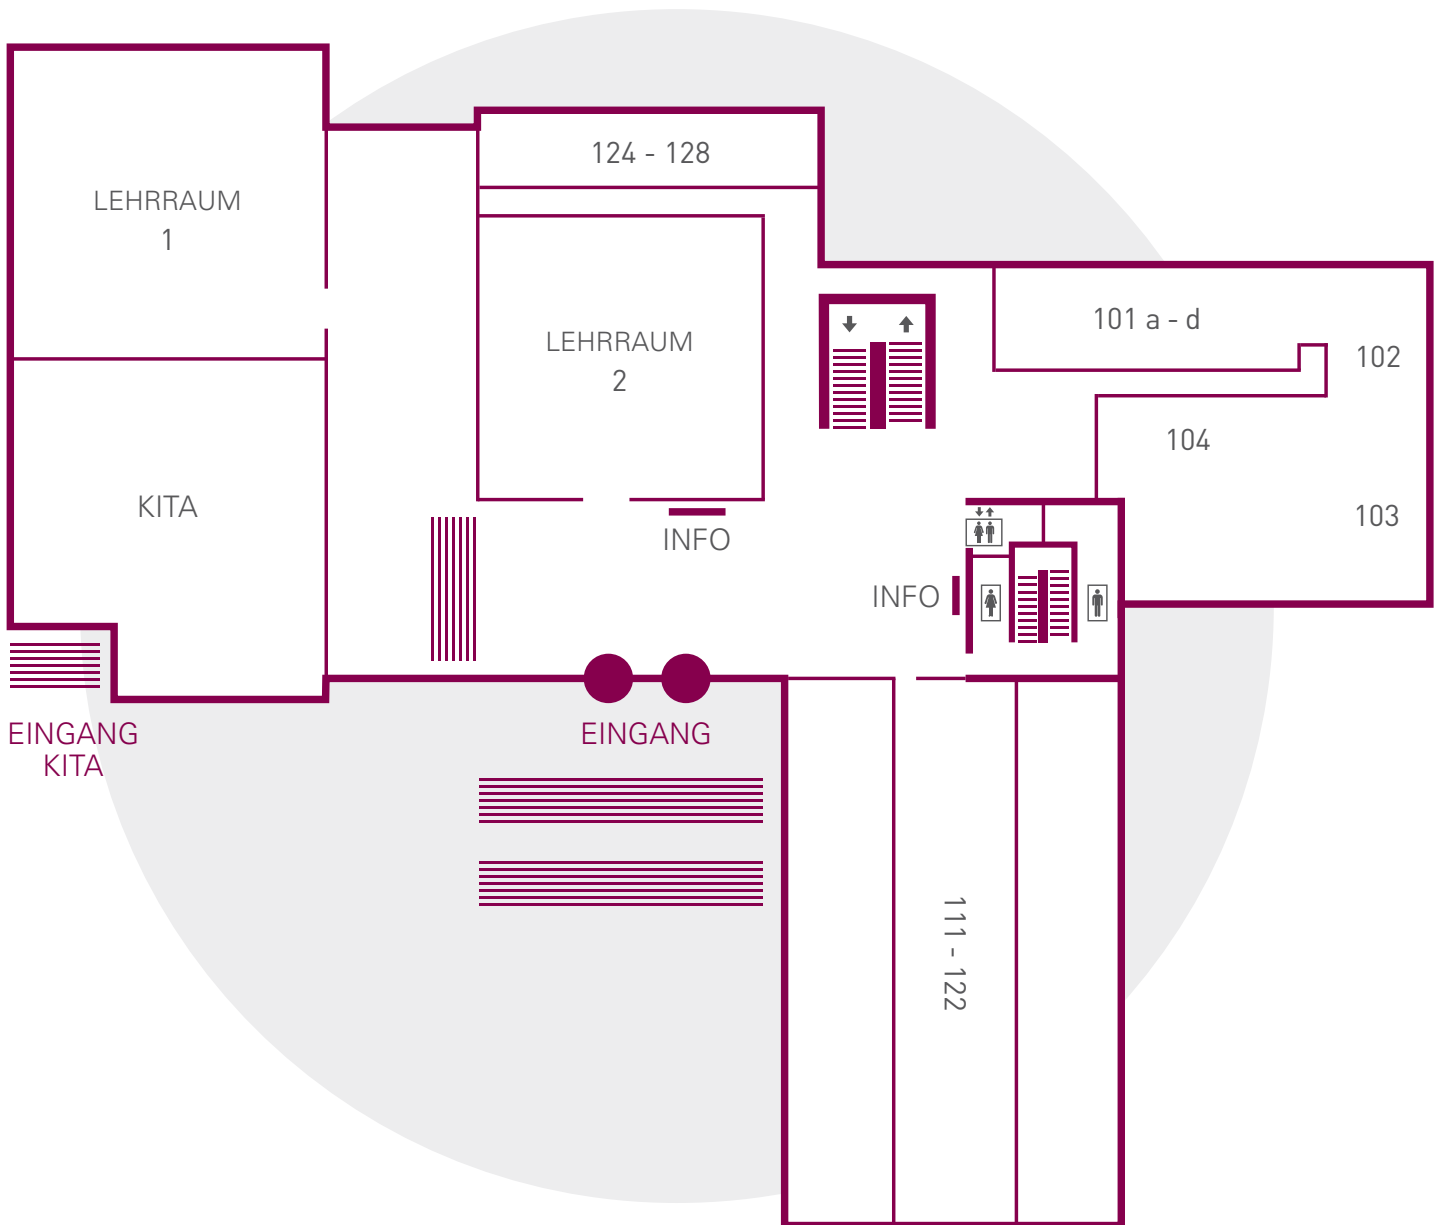 124 - 128
LEHRRAUM
1
101 a - d
LEHRRAUM
2
102
104
KITA
103
INFO
INFO
EINGANG
KITA
EINGANG
111 - 122